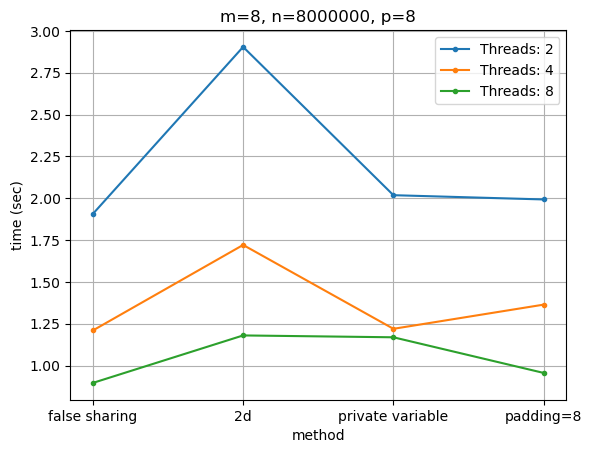 m=8, n=8000000, p=8
3.00
2.75
2.50
2.25
2.00
1.75
1.50
1.25
1.00
time (sec)
Threads: 2
Threads: 4
Threads: 8
false sharing
2d
private variable
padding=8
method